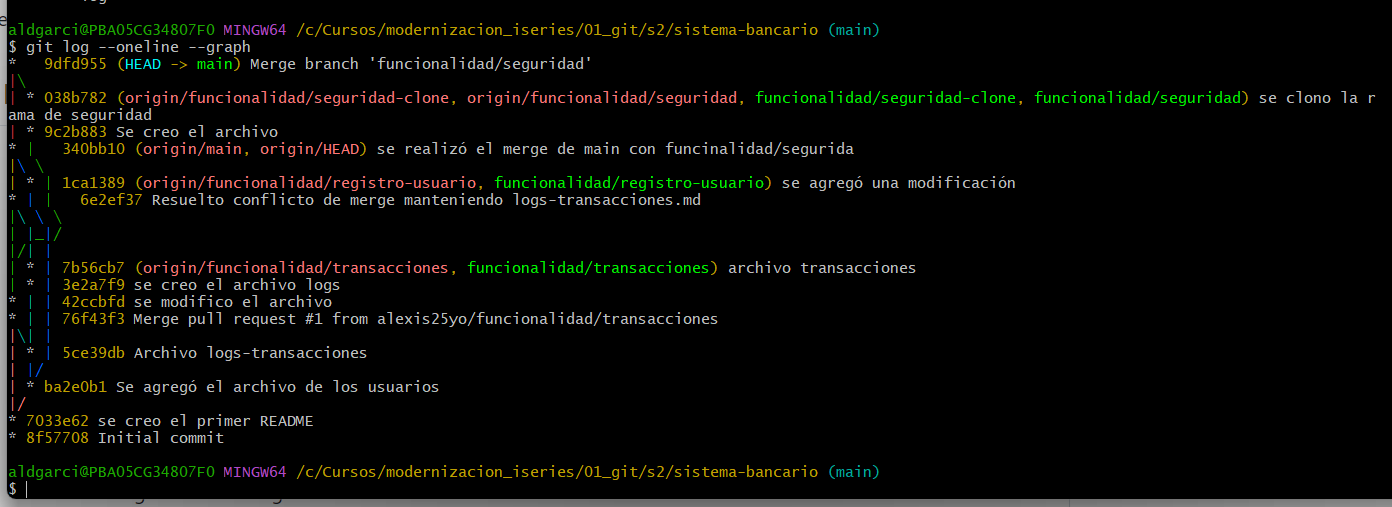 aldgarci@PBA05CG34807F0 MINGW64 /c/Cursos/modernizacion_iseries/01_git/s2/sistema-bancario (main)
$ git log --oneline --graph
*   9dfd955 (HEAD -> main) Merge branch 'funcionalidad/seguridad'
|\
| * 038b782 (origin/funcionalidad/seguridad-clone, origin/funcionalidad/seguridad, funcionalidad/seguridad-clone, funcionalidad/seguridad) se clono la r
ama de seguridad
| * 9c2b883 Se creo el archivo
* |   340bb10 (origin/main, origin/HEAD) se realizó el merge de main con funcinalidad/segurida
|\ \
| * | 1ca1389 (origin/funcionalidad/registro-usuario, funcionalidad/registro-usuario) se agregó una modificación
* | |   6e2ef37 Resuelto conflicto de merge manteniendo logs-transacciones.md
|\ \ \
| |_|/
|/| |
| * | 7b56cb7 (origin/funcionalidad/transacciones, funcionalidad/transacciones) archivo transacciones
| * | 3e2a7f9 se creo el archivo logs
* | | 42ccbfd se modifico el archivo
* | | 76f43f3 Merge pull request #1 from alexis25yo/funcionalidad/transacciones
|\| |
| * | 5ce39db Archivo logs-transacciones
| |/
| * ba2e0b1 Se agregó el archivo de los usuarios
|/
* 7033e62 se creo el primer README
* 8f57708 Initial commit
aldgarci@PBA05CG34807F0 MINGW64 /c/Cursos/modernizacion_iseries/01_git/s2/sistema-bancario (main)
$